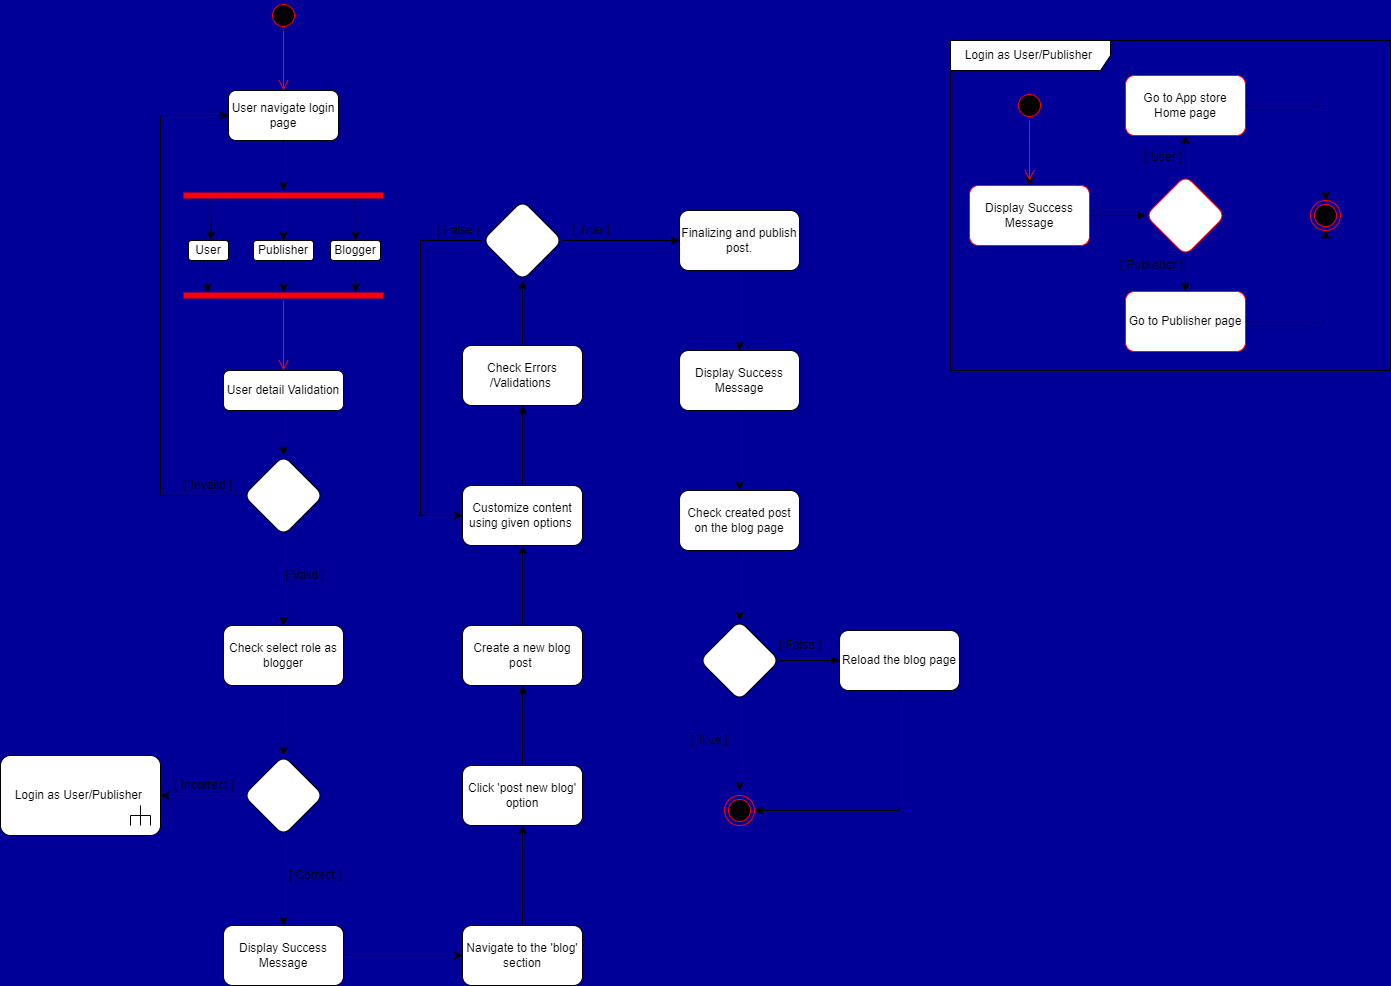 User navigate login
page
User
Publisher
Blogger
User detail Validation
[ Invalid ]
[ Valid ]
Check select role as
blogger
[ Incorrect ]
Login as User/Publisher
[ Correct ]
Display Success
Message
Navigate to the 'blog'
section
Click 'post new blog'
option
Create a new blog
post
Customize content
using given options
Check Errors
/Validations
[ False ]
[ True ]
Finalizing and publish
post.
Display Success
Message
Check created post
on the blog page
[ False ]
Reload the blog page
[ True ]
Login as User/Publisher
Display Success
Message
[ User ]
Go to App store
Home page
[ Publisher ]
Go to Publisher page